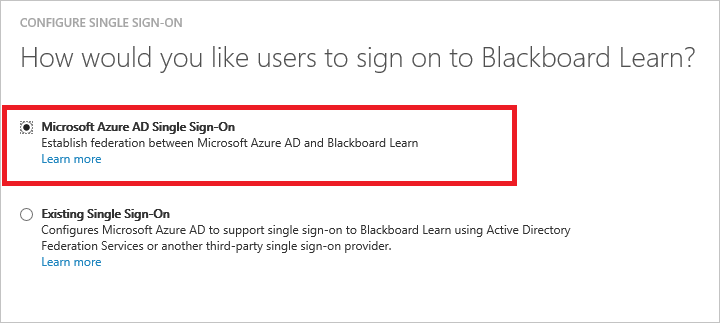 CONFIGURE SINGLE SIGN-ON
How would you like users to sign on to Blackboard Learn?
Microsoft Azure AD Single Sign-On
Establish federation between Microsoft Azure AD and Blackboard Learn
Learn more
Existing Single Sign-On
Configures Microsoft Azure AD to support single sign-on to Blackboard Learn using Active Directory
Federation Services or another third-party single sign-on provider.
Learn more